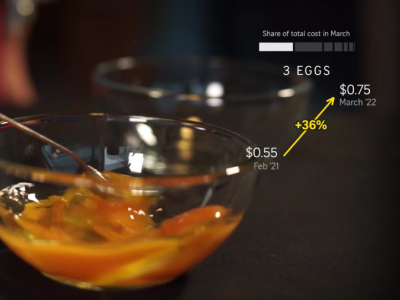 Share of total cost in March
3 EGGS
$0.75
March '22
+36%
$0.55
Feb '21